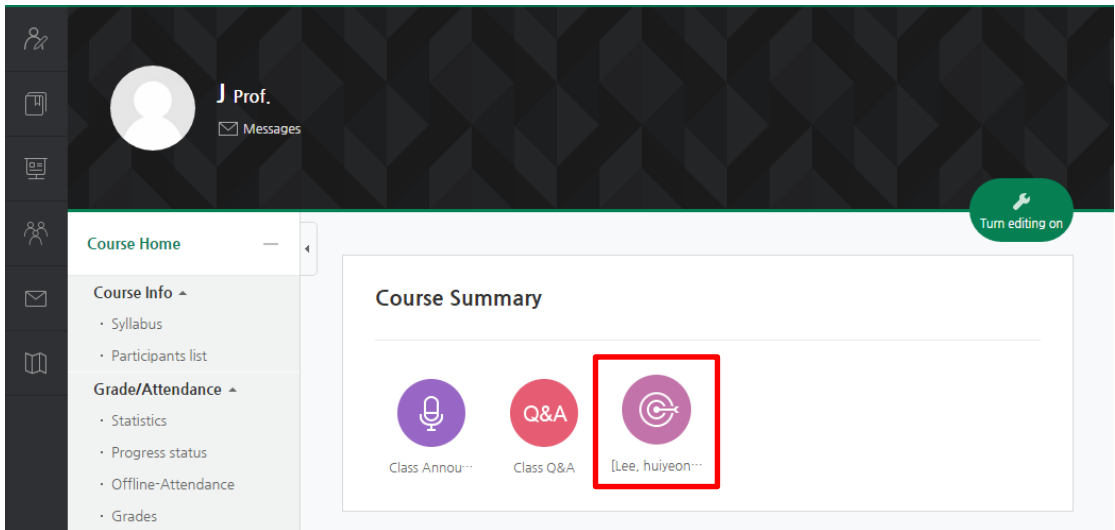 J Prof.
Messages
Turn editing on
Course Home
Course Info
· Syllabus
· Participants list
Grade/Attendance
· Statistics
· Progress status
· Offline-Attendance
· Grades
Course Summary
Q&A
Class Annou···
Class Q&A
[Lee, huiyeon···